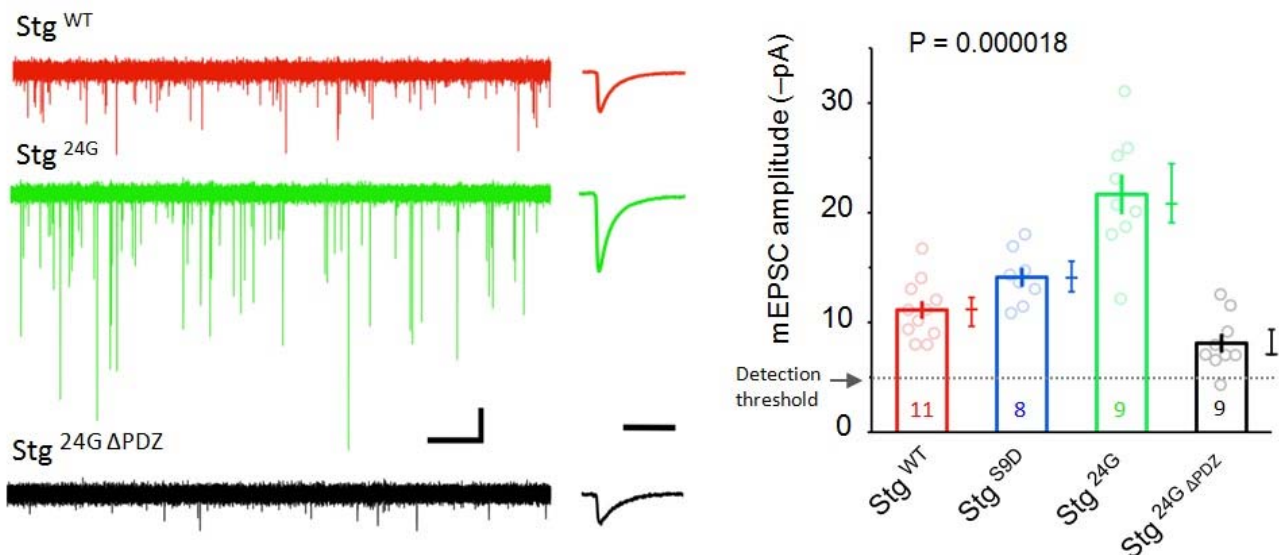 Stg WT
Stg 24G
Stg 24G ΔPDZ
P = 0.000018
mEPSC amplitude (–pA)
30
20
10
0
Detection
threshold
11
8
9
9
Stg WT
Stg S9D
Stg 24G
Stg 24G ΔPDZ